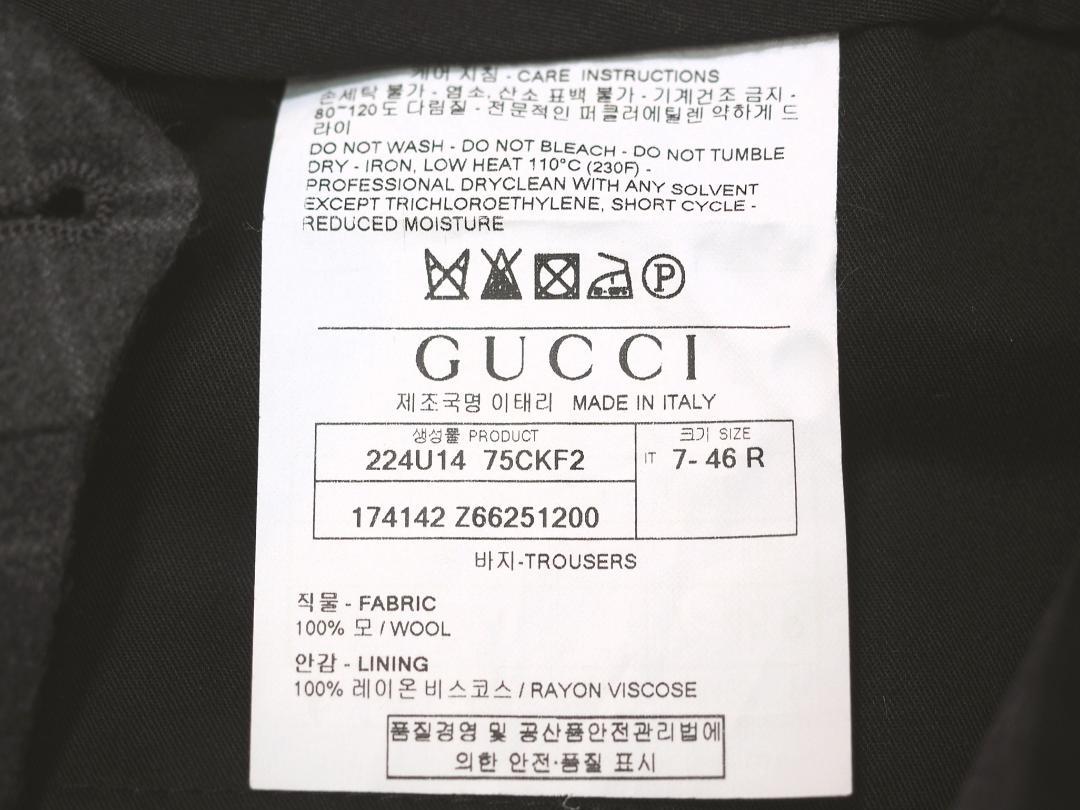 케어 지침 - CARE INSTRUCTIONS
손세탁 불가 - 염소, 산소 표백 불가 - 기계건조 금지 -
80~120도 다림질 - 전문적인 퍼클러에틸렌 약하게 드
라이
DO NOT WASH - DO NOT BLEACH - DO NOT TUMBLE
DRY - IRON, LOW HEAT 110°C (230F) -
PROFESSIONAL DRYCLEAN WITH ANY SOLVENT
EXCEPT TRICHLOROETHYLENE, SHORT CYCLE -
REDUCED MOISTURE
P
GUCCI
제조국명 이태리 MADE IN ITALY
생성물 PRODUCT
224U14 75CKF2
크기 SIZE
IT 7- 46 R
174142 Z66251200
바지-TROUSERS
직물 - FABRIC
100% 모 / WOOL
안감 - LINING
100% 레이온 비스코스 / RAYON VISCOSE
품질경영 및 공산품안전관리법에
의한 안전·품질 표시